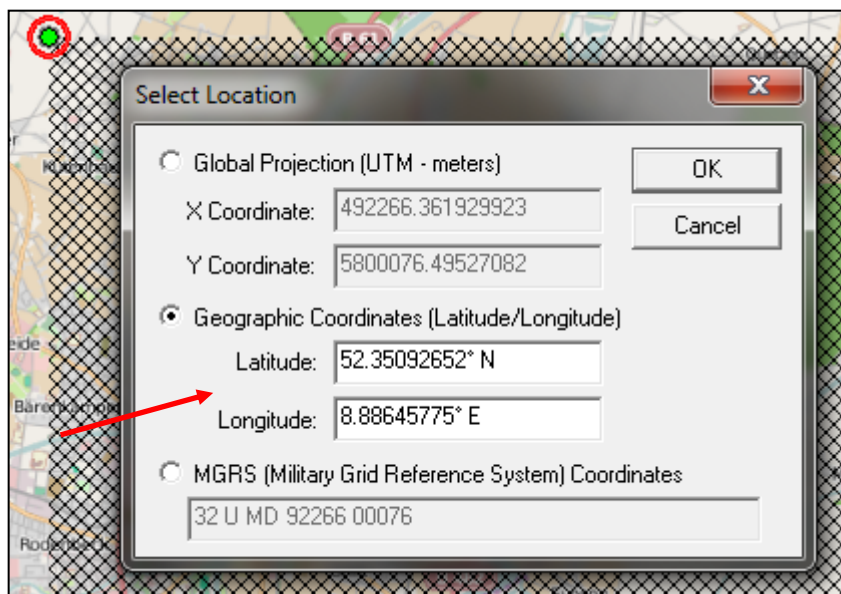 B 61
Select Location
Global Projection (UTM - meters)
OK
X Coordinate: 492266.361929923
Cancel
Y Coordinate: 5800076.49527082
Geographic Coordinates (Latitude/Longitude)
Latitude: 52.35092652° N
Longitude: 8.88645775° E
MGRS (Military Grid Reference System) Coordinates
32 U MD 92266 00076